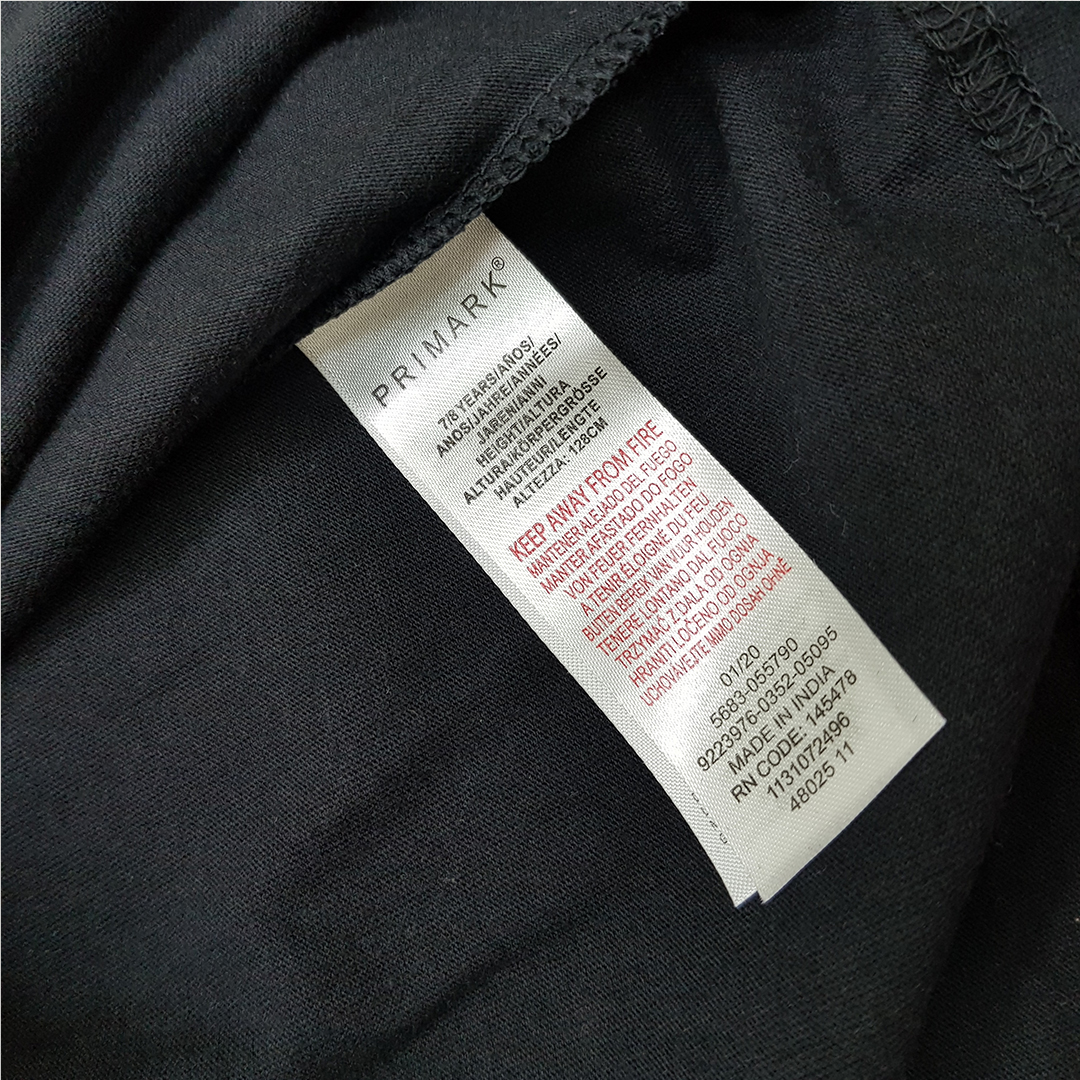 PRIMARK®
7/8 YEARS/AÑOS/
ANOS/JAHRE/ANNÉES/
JAREN/ANNI
HEIGHT/ALTURA
ALTURA/KÖRPERGRÖSSE
HAUTEUR/LENGTE
ALTEZZA: 128CM
KEEP AWAY FROM FIRE
MANTENER ALEJADO DEL FUEGO
MANTER AFASTADO DO FOGO
VON FEUER FERNHALTEN
A TENIR ÉLOIGNÉ DU FEU
BUITEN BEREIK VAN VUUR HOUDEN
TENERE LONTANO DAL FUOCO
TRZYMAĆ Z DALA OD OGNIA
HRANITI LOČENO OD OGNJA
UCHOVÁVEJTE MIMO DOSAH OHNĚ
01/20
5683-055790
9223976-0352-05095
MADE IN INDIA
RN CODE: 145478
1131072496
48025 11